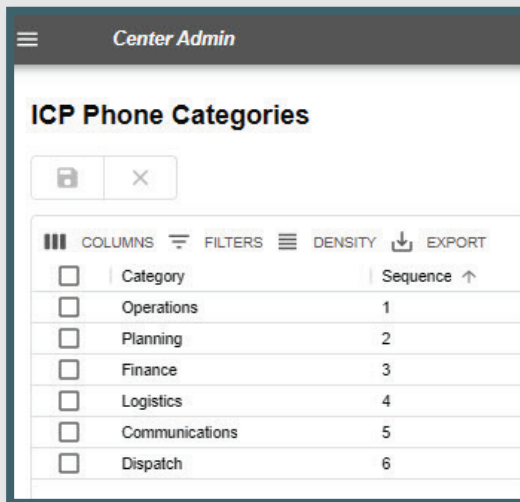 Center Admin
ICP Phone Categories
COLUMNS FILTERS DENSITY EXPORT
Category Sequence
Operations 1
Planning 2
Finance 3
Logistics 4
Communications 5
Dispatch 6